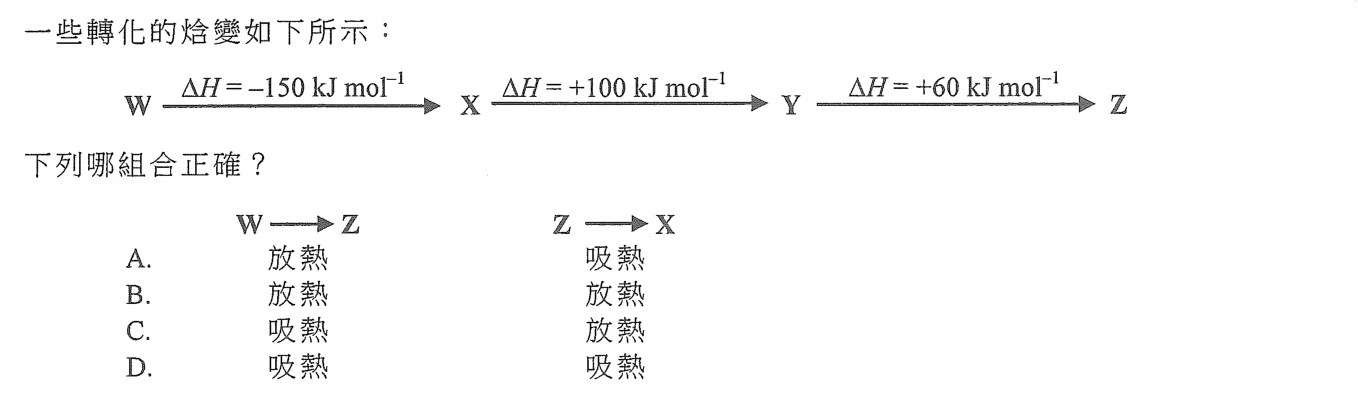 一些轉化的焓變如下所示：
W ΔH = –150 kJ mol⁻¹ X ΔH = +100 kJ mol⁻¹ Y ΔH = +60 kJ mol⁻¹ Z
下列哪組合正確？
W → Z Z → X
A. 放熱 吸熱
B. 放熱 放熱
C. 吸熱 放熱
D. 吸熱 吸熱